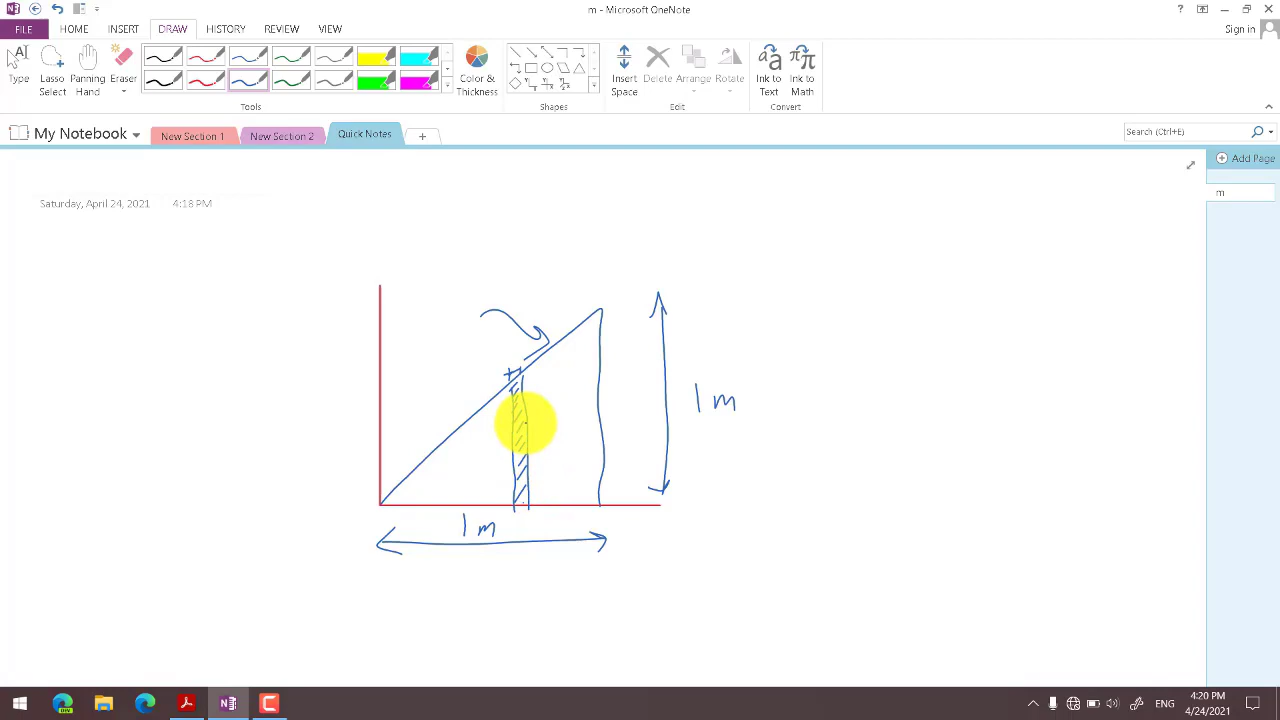 m - Microsoft OneNote
?
Sign in
FILE HOME INSERT DRAW HISTORY REVIEW VIEW
Type
Lasso Select
Panning Hand
Eraser
Color & Thickness
Insert Space
Delete
Arrange
Rotate
Ink to Text
Ink to Math
Tools
Shapes
Edit
Convert
My Notebook
New Section 1
New Section 2
Quick Notes
Search (Ctrl+E)
Add Page
m
Saturday, April 24, 2021 4:18 PM
1 m
1 m
ENG
4:20 PM
4/24/2021